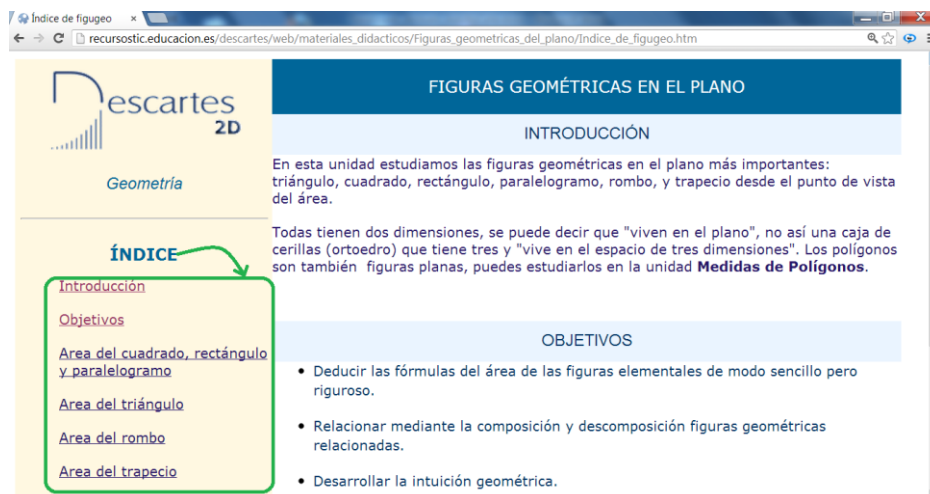 Índice de figugeo
recursostic.educacion.es/descartes/web/materiales_didacticos/Figuras_geometricas_del_plano/Indice_de_figugeo.htm
Descartes
2D
Geometría
ÍNDICE
Introducción
Objetivos
Area del cuadrado, rectángulo
y paralelogramo
Area del triángulo
Area del rombo
Area del trapecio
FIGURAS GEOMÉTRICAS EN EL PLANO
INTRODUCCIÓN
En esta unidad estudiamos las figuras geométricas en el plano más importantes:
triángulo, cuadrado, rectángulo, paralelogramo, rombo, y trapecio desde el punto de vista
del área.
Todas tienen dos dimensiones, se puede decir que "viven en el plano", no así una caja de
cerillas (ortoedro) que tiene tres y "vive en el espacio de tres dimensiones". Los polígonos
son también figuras planas, puedes estudiarlos en la unidad Medidas de Polígonos.
OBJETIVOS
• Deducir las fórmulas del área de las figuras elementales de modo sencillo pero
riguroso.
• Relacionar mediante la composición y descomposición figuras geométricas
relacionadas.
• Desarrollar la intuición geométrica.